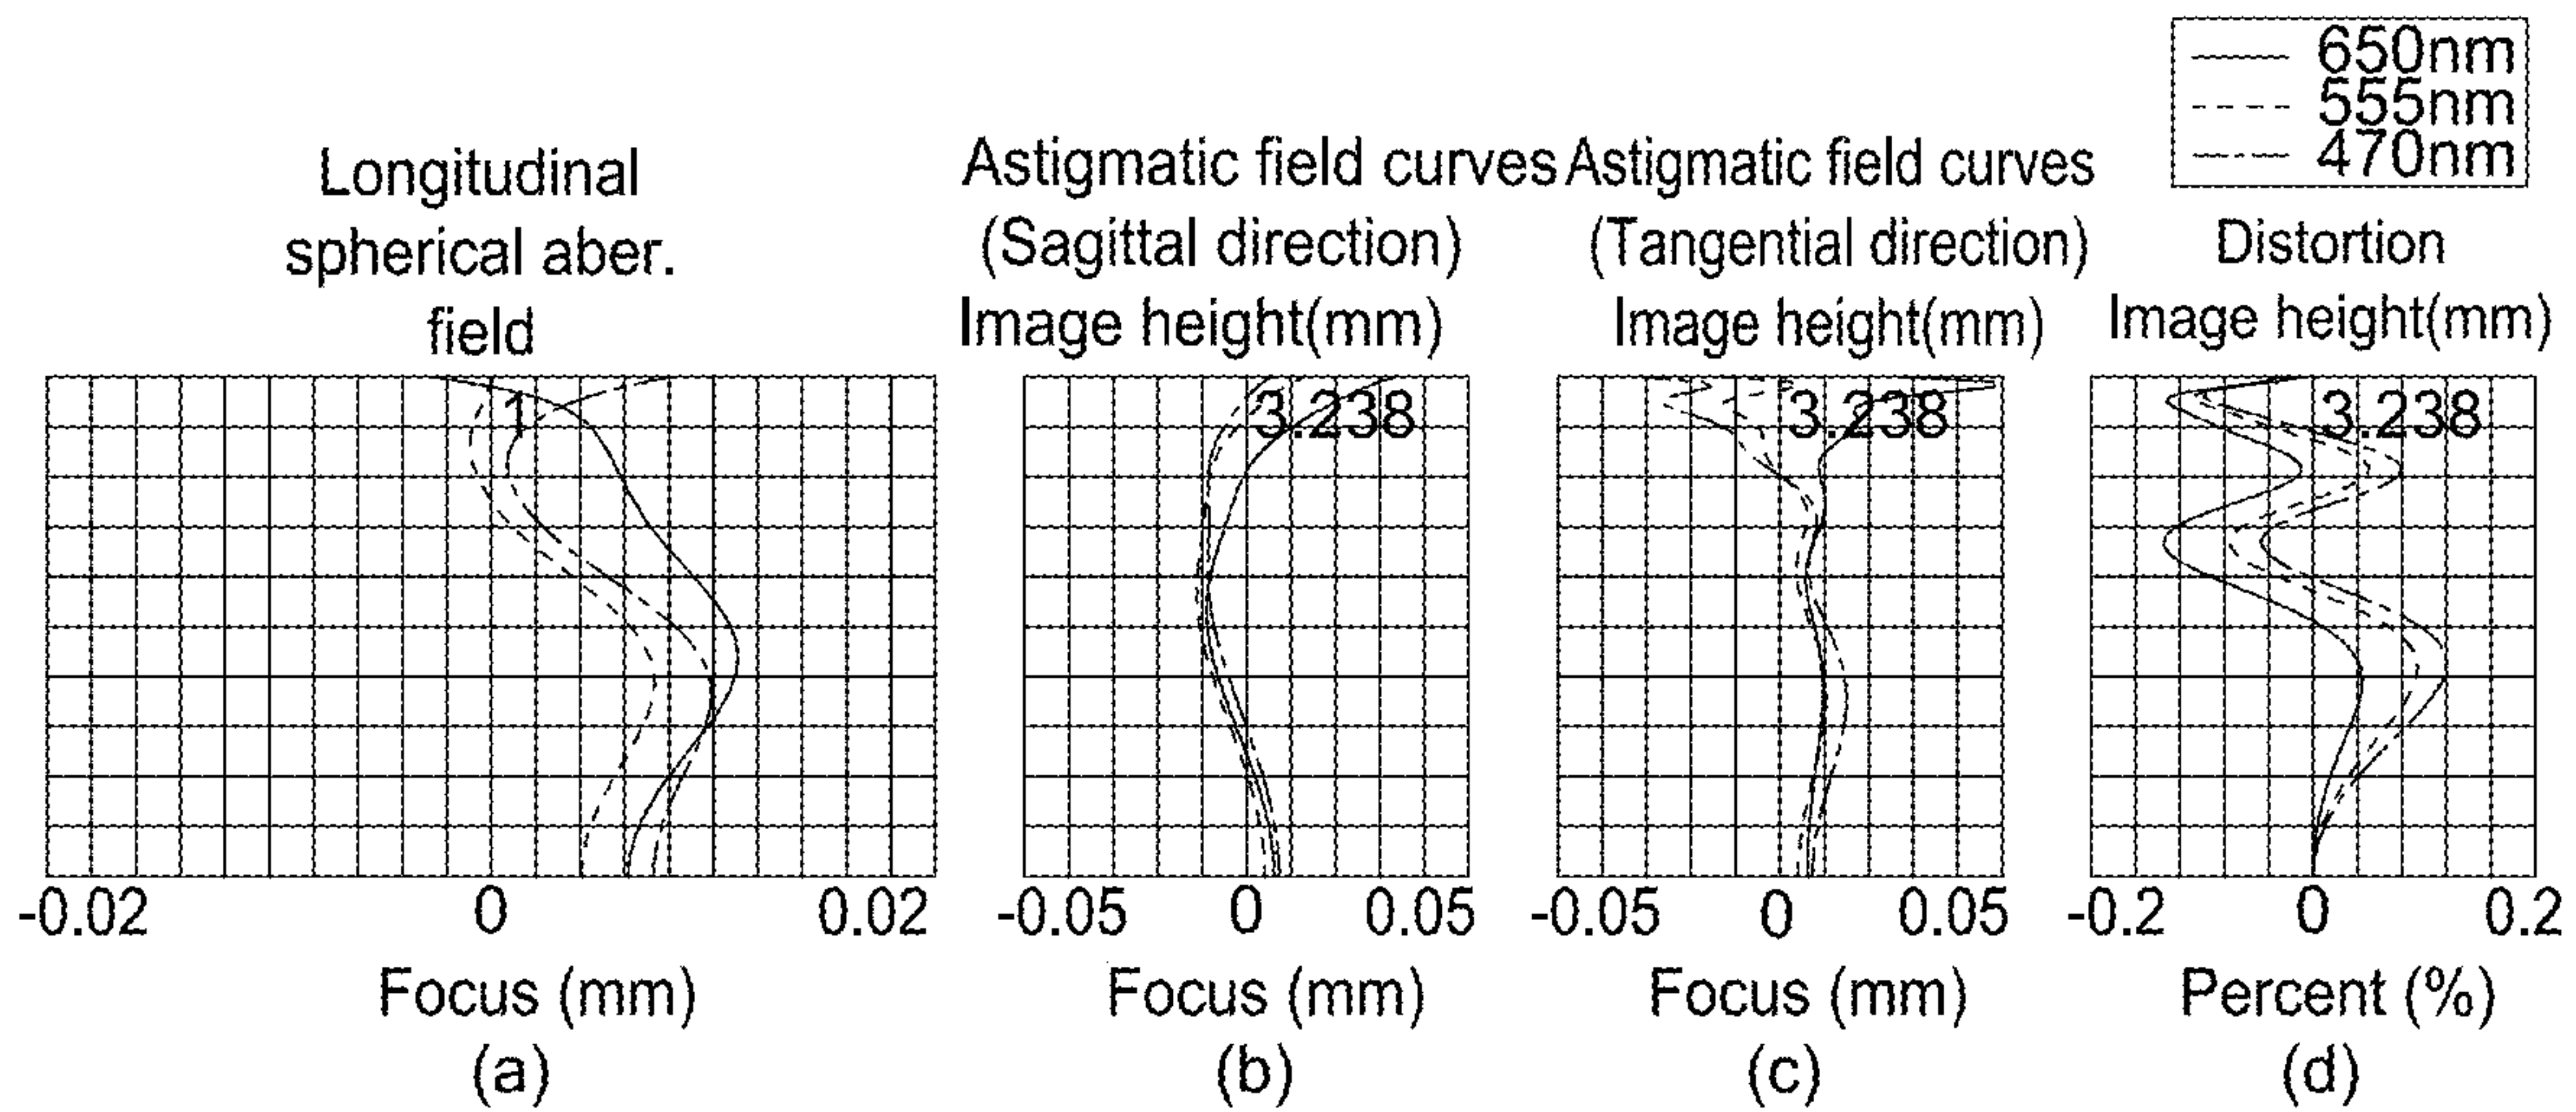 650nm
555nm
470nm
Longitudinal
spherical aber.
field
1
-0.02 0 0.02
Focus (mm)
(a)
Astigmatic field curves
(Sagittal direction)
Image height(mm)
3.238
-0.05 0 0.05
Focus (mm)
(b)
Astigmatic field curves
(Tangential direction)
Image height(mm)
3.238
-0.05 0 0.05
Focus (mm)
(c)
Distortion
Image height(mm)
3.238
-0.2 0 0.2
Percent (%)
(d)